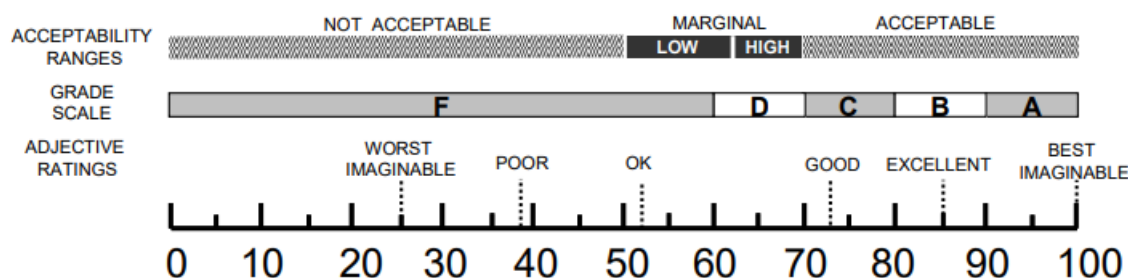 NOT ACCEPTABLE MARGINAL ACCEPTABLE
ACCEPTABILITY
RANGES
LOW HIGH
GRADE
SCALE
F D C B A
ADJECTIVE
RATINGS
WORST
IMAGINABLE
POOR
OK
GOOD
EXCELLENT
BEST
IMAGINABLE
0 10 20 30 40 50 60 70 80 90 100